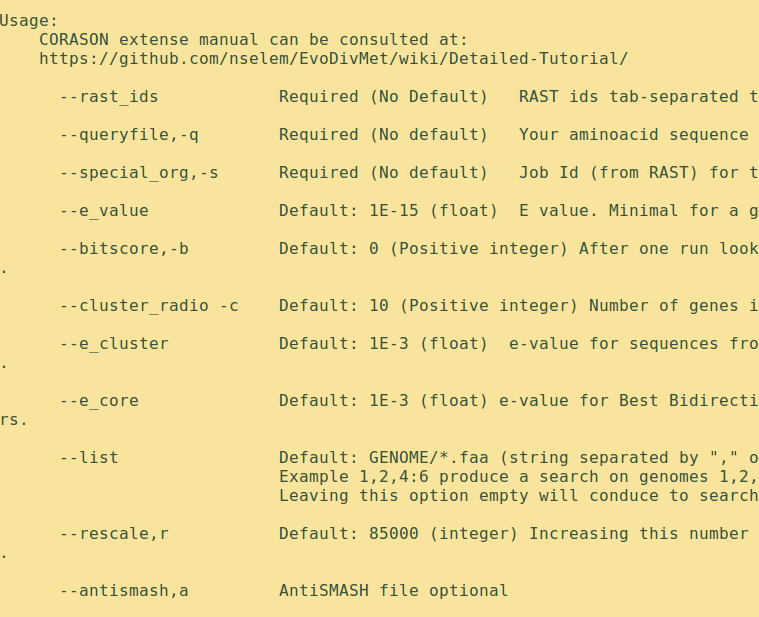 Usage:
CORASON extense manual can be consulted at:
https://github.com/nselem/EvoDivMet/wiki/Detailed-Tutorial/
--rast_ids Required (No Default) RAST ids tab-separated t
--queryfile,-q Required (No default) Your aminoacid sequence
--special_org,-s Required (No default) Job Id (from RAST) for t
--e_value Default: 1E-15 (float) E value. Minimal for a g
--bitscore,-b Default: 0 (Positive integer) After one run look
.
--cluster_radio -c Default: 10 (Positive integer) Number of genes i
--e_cluster Default: 1E-3 (float) e-value for sequences fro
.
--e_core Default: 1E-3 (float) e-value for Best Bidirecti
rs.
--list Default: GENOME/*.faa (string separated by "," o
Example 1,2,4:6 produce a search on genomes 1,2,
Leaving this option empty will conduce to search
--rescale,r Default: 85000 (integer) Increasing this number
.
--antismash,a AntiSMASH file optional